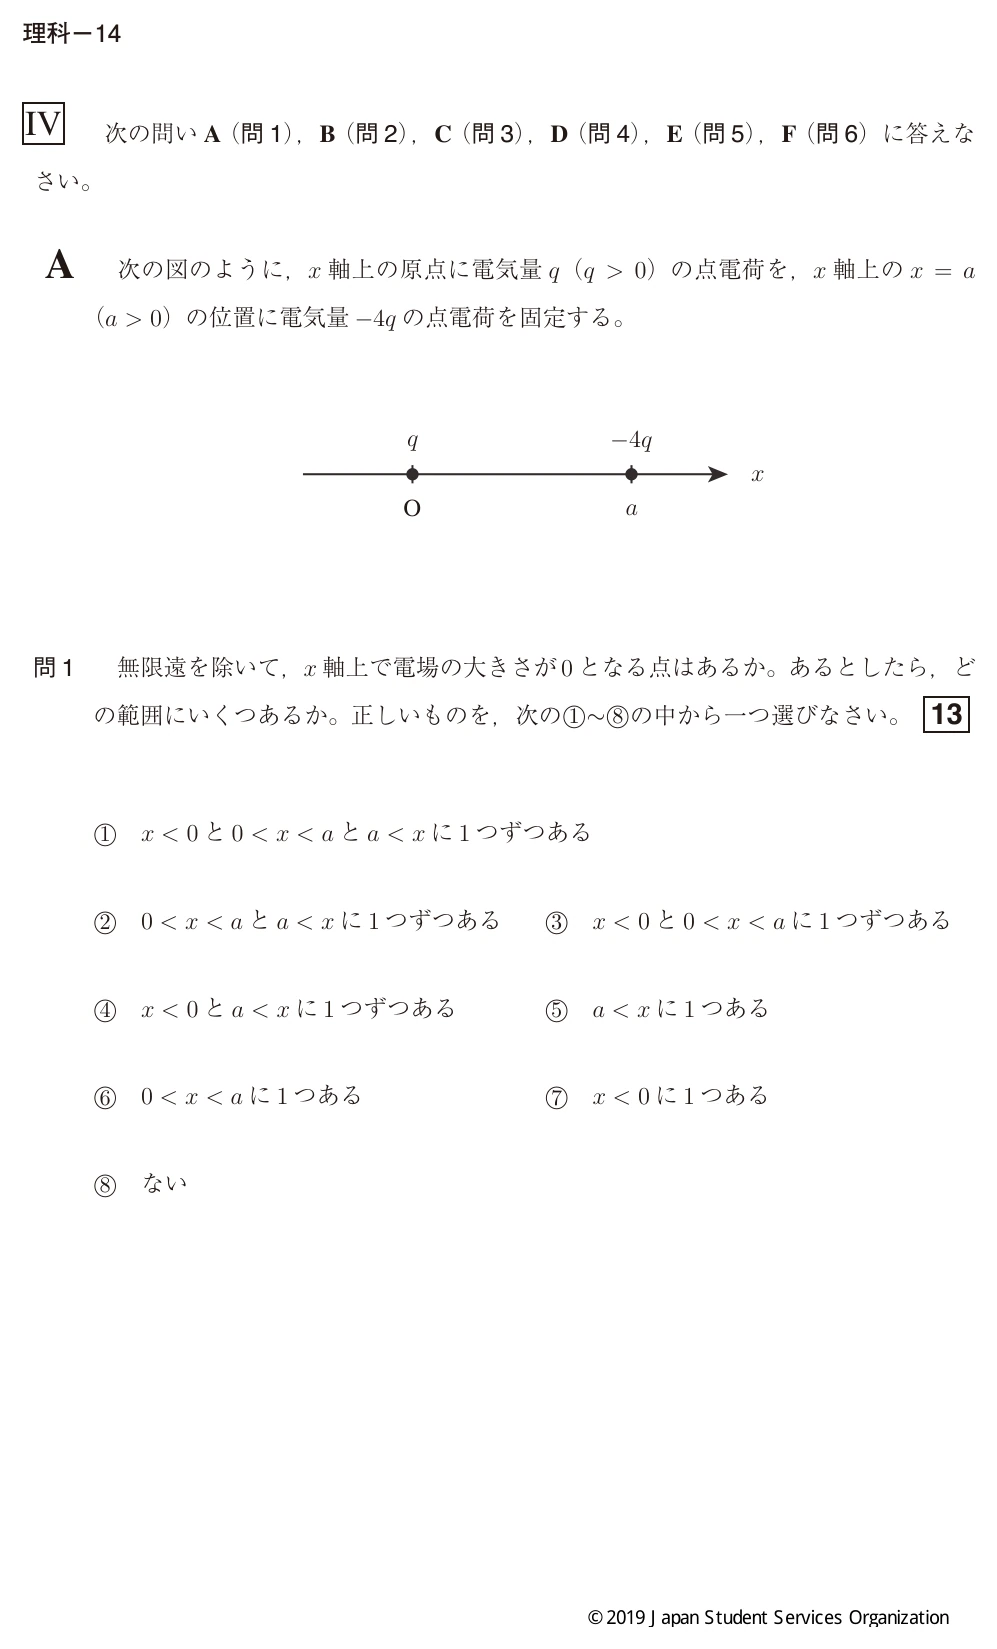 理科－14
IV 次の問い A（問 1），B（問 2），C（問 3），D（問 4），E（問 5），F（問 6）に答えな
さい。
A 次の図のように，x 軸上の原点に電気量 q（q > 0）の点電荷を，x 軸上の x = a
（a > 0）の位置に電気量 −4q の点電荷を固定する。
q −4q
x
O a
問 1 無限遠を除いて，x 軸上で電場の大きさが 0 となる点はあるか。あるとしたら，ど
の範囲にいくつあるか。正しいものを，次の①~⑧の中から一つ選びなさい。 13
① x < 0 と 0 < x < a と a < x に 1 つずつある
② 0 < x < a と a < x に 1 つずつある ③ x < 0 と 0 < x < a に 1 つずつある
④ x < 0 と a < x に 1 つずつある ⑤ a < x に 1 つある
⑥ 0 < x < a に 1 つある ⑦ x < 0 に 1 つある
⑧ ない
© 2019 Japan Student Services Organization